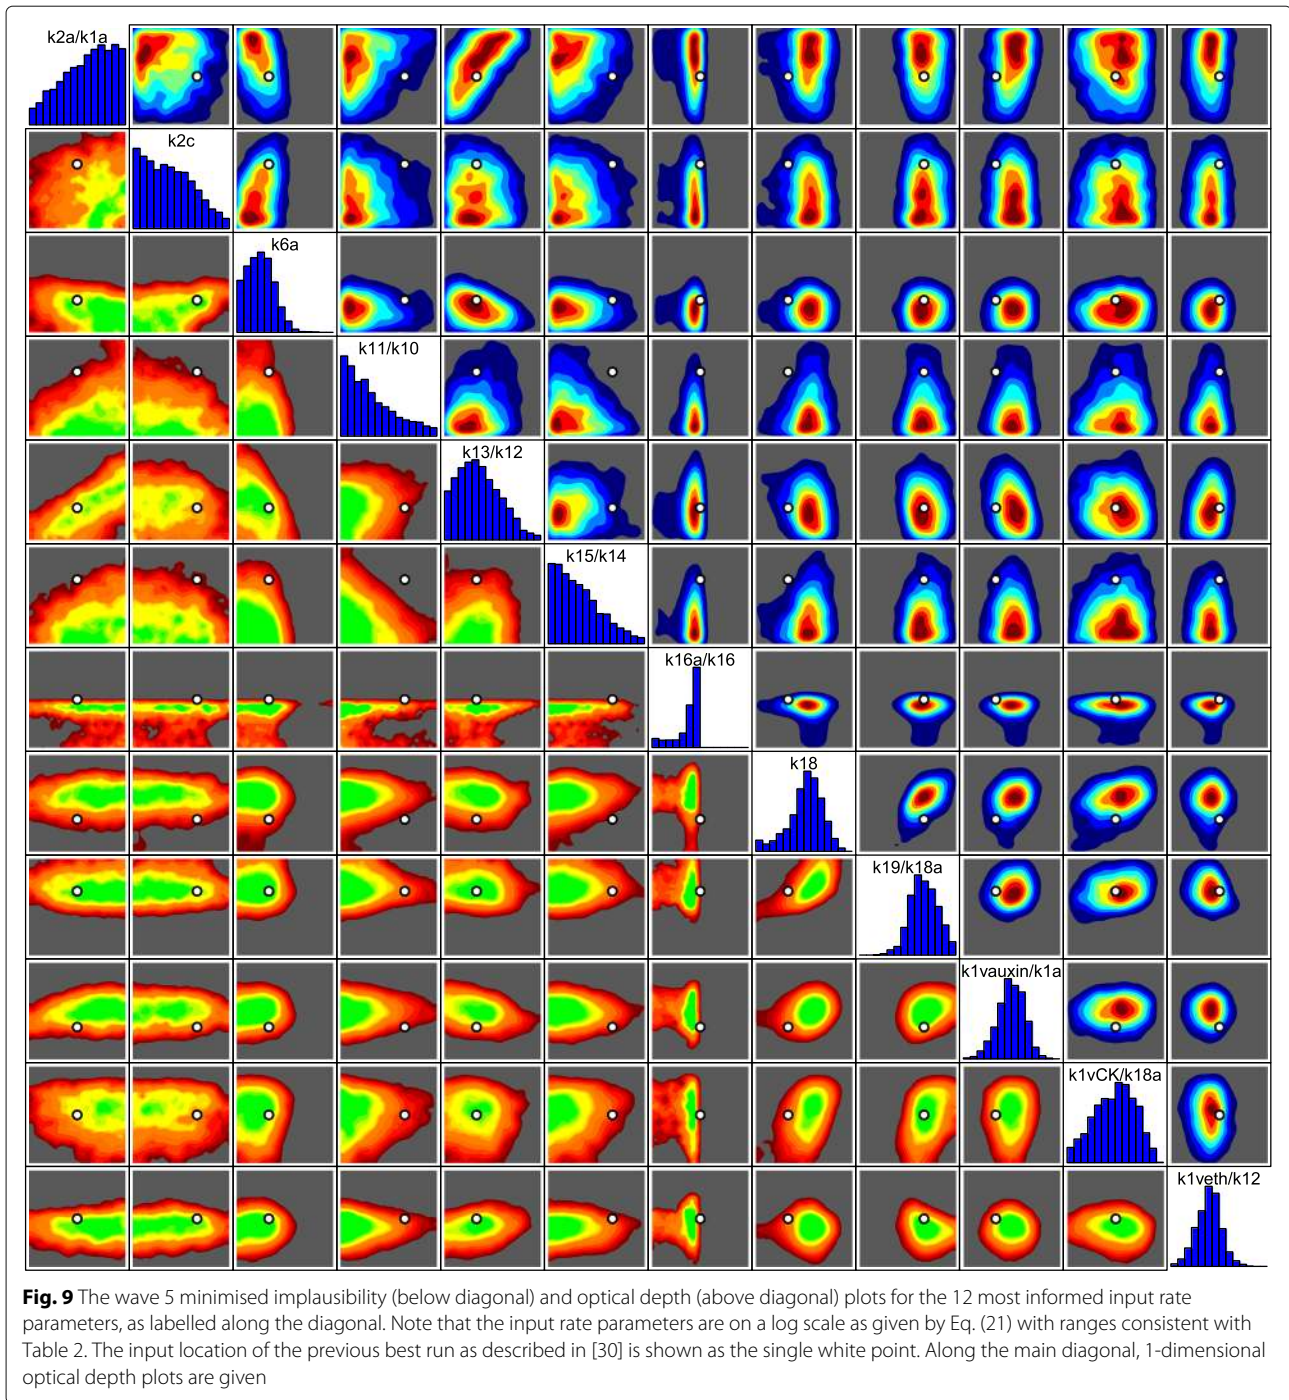 k2a/k1a
k2c
k6a
k11/k10
k13/k12
k15/k14
k16a/k16
k18
k19/k18a
k1vauxin/k1a
k1vCK/k18a
k1veth/k12
Fig. 9 The wave 5 minimised implausibility (below diagonal) and optical depth (above diagonal) plots for the 12 most informed input rate
parameters, as labelled along the diagonal. Note that the input rate parameters are on a log scale as given by Eq. (21) with ranges consistent with
Table 2. The input location of the previous best run as described in [30] is shown as the single white point. Along the main diagonal, 1-dimensional
optical depth plots are given